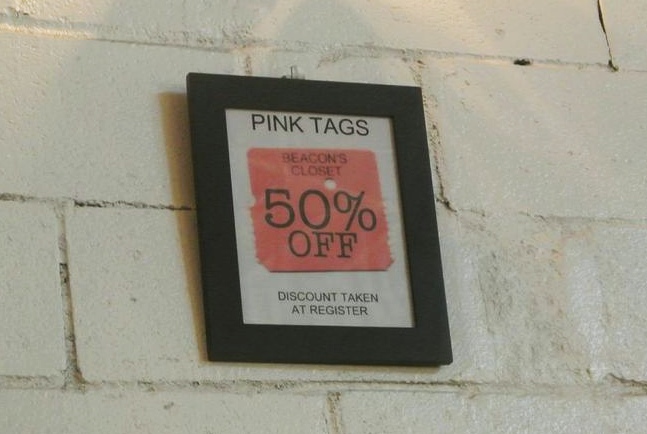 PINK TAGS
BEACON'S
CLOSET
50%
OFF
DISCOUNT TAKEN
AT REGISTER